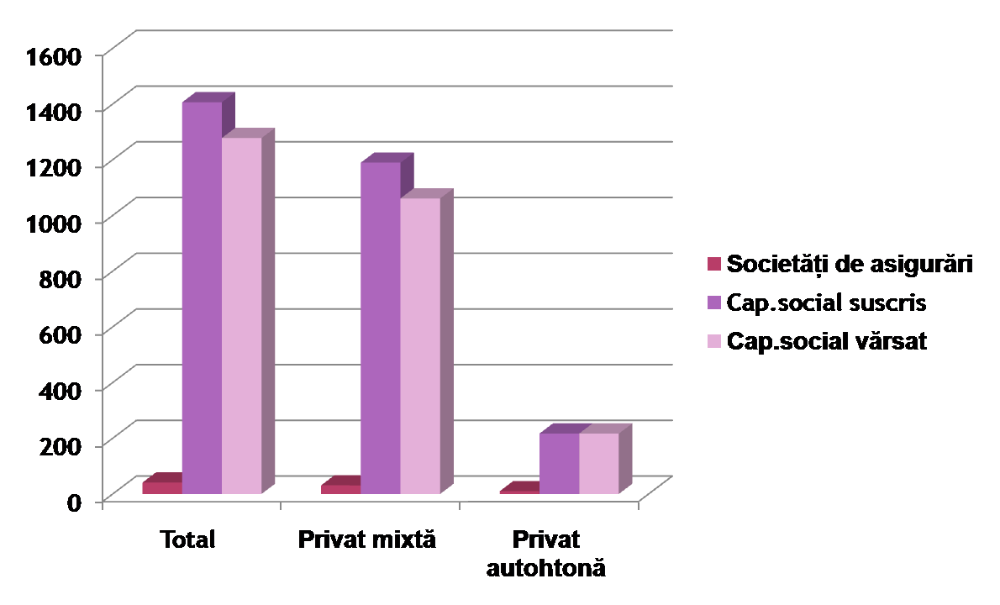 1600
1400
1200
1000
800
600
400
200
0
Total
Privat mixtă
Privat
autohtonă
Societăți de asigurări
Cap.social suscris
Cap.social vărsat